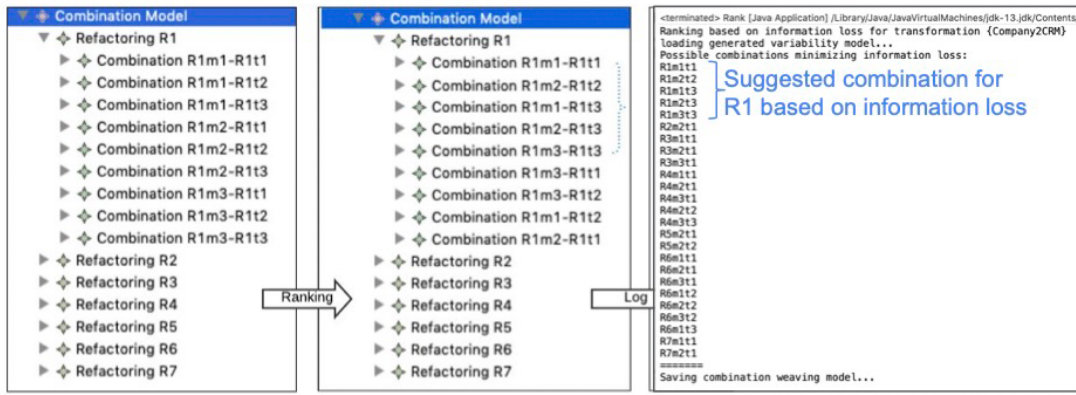 Combination Model
Refactoring R1
Combination R1m1-R1t1
Combination R1m1-R1t2
Combination R1m1-R1t3
Combination R1m2-R1t1
Combination R1m2-R1t2
Combination R1m2-R1t3
Combination R1m3-R1t1
Combination R1m3-R1t2
Combination R1m3-R1t3
Refactoring R2
Refactoring R3
Refactoring R4
Refactoring R5
Refactoring R6
Refactoring R7
Ranking
Combination Model
Refactoring R1
Combination R1m1-R1t1
Combination R1m2-R1t2
Combination R1m1-R1t3
Combination R1m2-R1t3
Combination R1m3-R1t3
Combination R1m3-R1t1
Combination R1m3-R1t2
Combination R1m1-R1t2
Combination R1m2-R1t1
Refactoring R2
Refactoring R3
Refactoring R4
Refactoring R5
Refactoring R6
Refactoring R7
Log
<terminated> Rank [Java Application] /Library/Java/JavaVirtualMachines/jdk-13.jdk/Contents
Ranking based on information loss for transformation {Company2CRM}
loading generated variability model...
Possible combinations minimizing information loss:
R1m1t1
R1m2t2
R1m1t3
R1m2t3
R1m3t3
Suggested combination for
R1 based on information loss
R2m2t1
R3m1t1
R3m2t1
R3m3t1
R4m1t1
R4m2t1
R4m3t1
R4m2t2
R4m3t3
R5m2t1
R5m2t2
R6m1t1
R6m2t1
R6m3t1
R6m1t2
R6m2t2
R6m3t2
R6m1t3
R7m1t1
R7m2t1
=======
Saving combination weaving model...